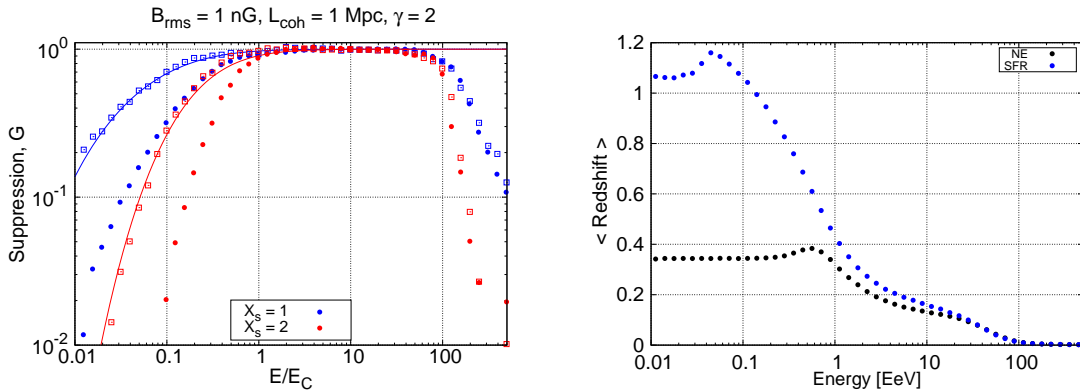 B_rms = 1 nG, L_coh = 1 Mpc, γ = 2
Suppression, G
10^0
10^-1
10^-2
X_s = 1
X_s = 2
0.01 0.1 1 10 100
E/E_C
< Redshift >
1.2
1
0.8
0.6
0.4
0.2
0
NE
SFR
0.01 0.1 1 10 100
Energy [EeV]